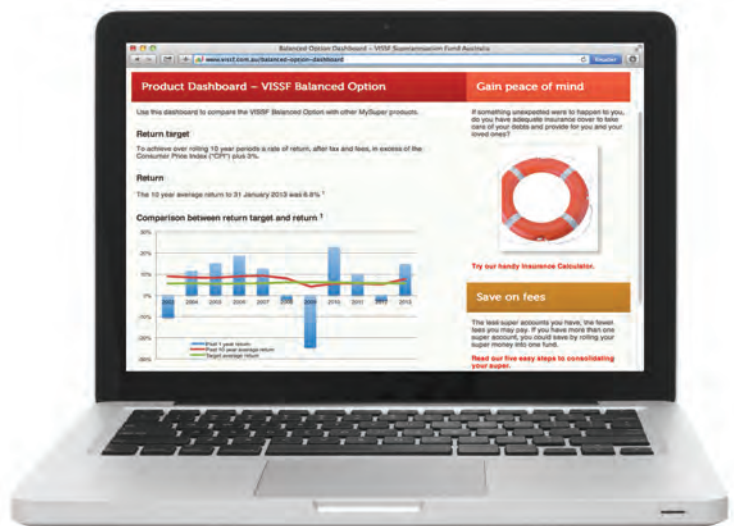 Balanced Option Dashboard – VISSF Superannuation Fund Australia
www.vissf.com.au/balanced-option-dashboard
Reader
Product Dashboard – VISSF Balanced Option
Use this dashboard to compare the VISSF Balanced Option with other MySuper products.
Return target
To achieve over rolling 10 year periods a rate of return, after tax and fees, in excess of the
Consumer Price Index ("CPI") plus 3%.
Return
The 10 year average return to 31 January 2013 was 6.8% 1
Comparison between return target and return 1
30%
20%
10%
0%
-10%
-20%
-30%
2003 2004 2005 2006 2007 2008 2009 2010 2011 2012 2013
Past 1 year return
Past 10 year average return
Target average return
Gain peace of mind
If something unexpected were to happen to you,
do you have adequate insurance cover to take
care of your debts and provide for you and your
loved ones?
Try our handy Insurance Calculator.
Save on fees
The less super accounts you have, the fewer
fees you may pay. If you have more than one
super account, you could save by rolling your
super money into one fund.
Read our five easy steps to consolidating
your super.